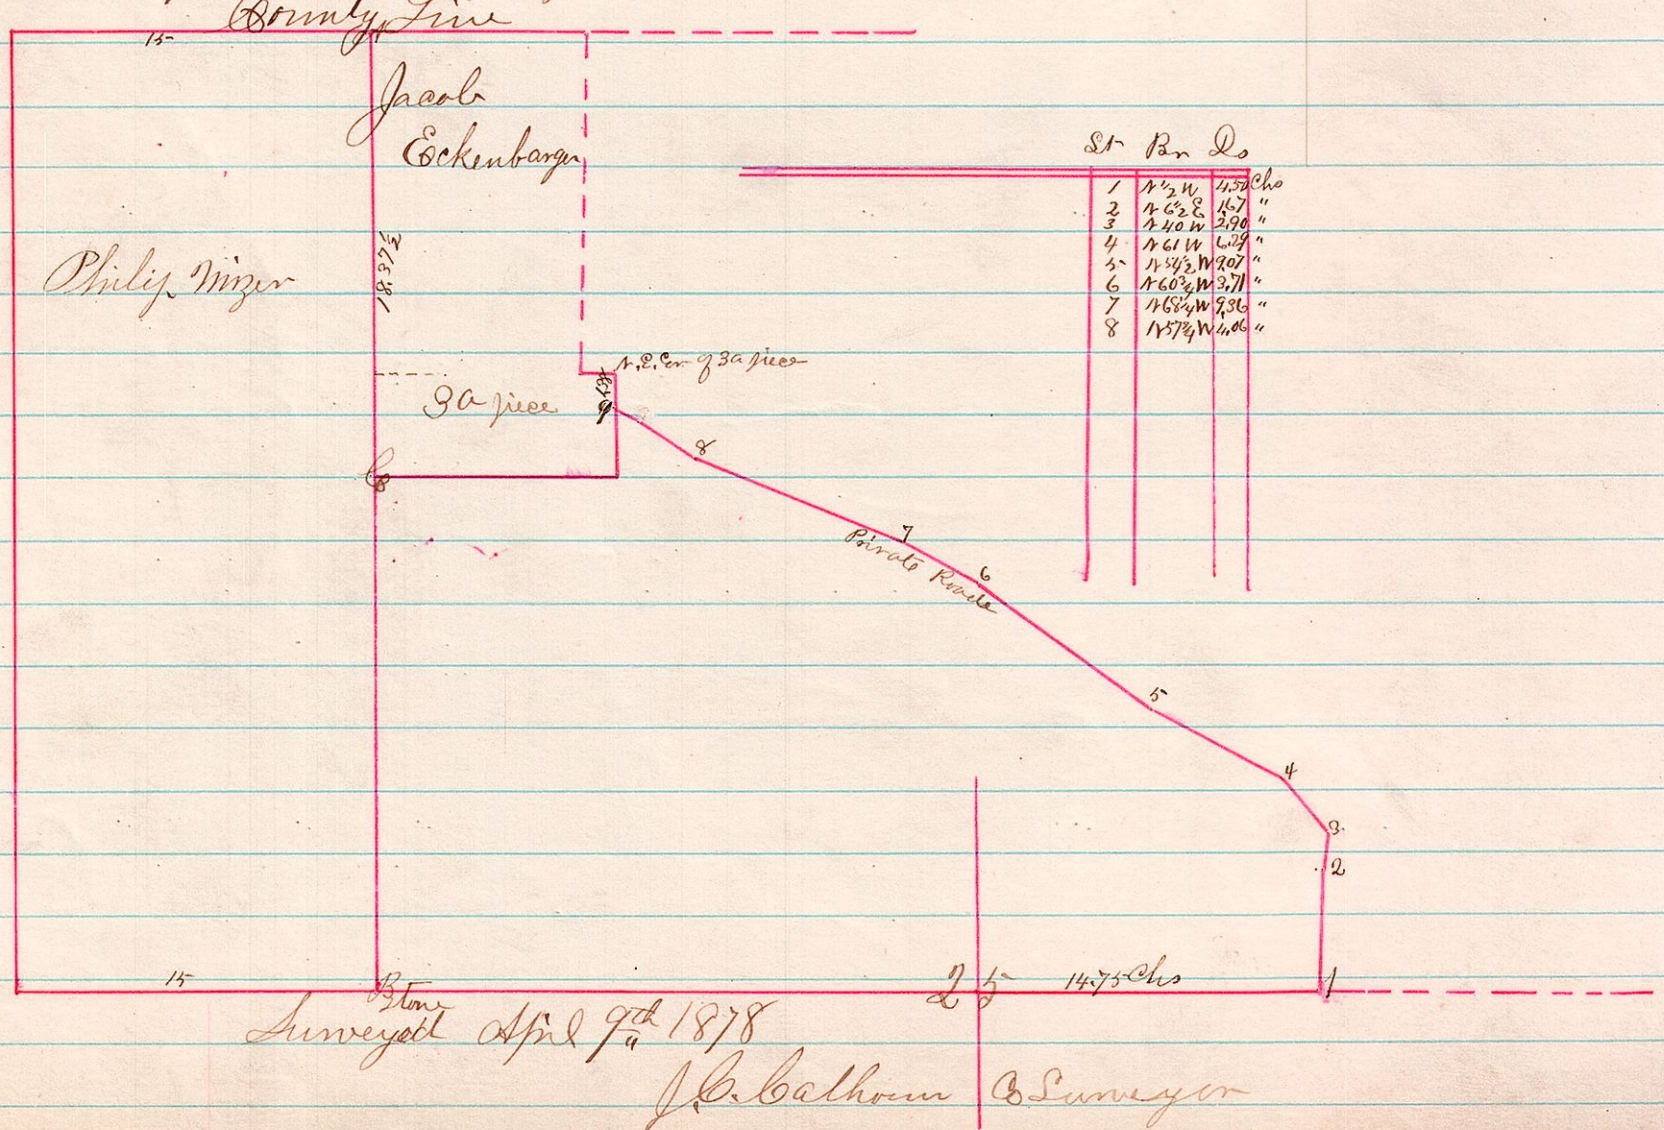 County Line
15
A
Jacob
Eckenbarger
St Br Ds
1 N ½ W 4.50 Chs
2 N 6½ E 1.67 "
3 N 40 W 2.90 "
4 N 61 W 6.29 "
5 N 54½ W 9.07 "
6 N 60¾ W 3.71 "
7 N 68¼ W 9.36 "
8 N 57¾ W 4.06 "
Philip Mizer
18.37½
N.E. Cor of 3a piece
3a piece
9
8
C
7
Private Roade
6
5
4
3
2
15
B Stone
25
14.75 Chs
1
Surveyed April 9th 1878
J.C. Calhoun Co Surveyor